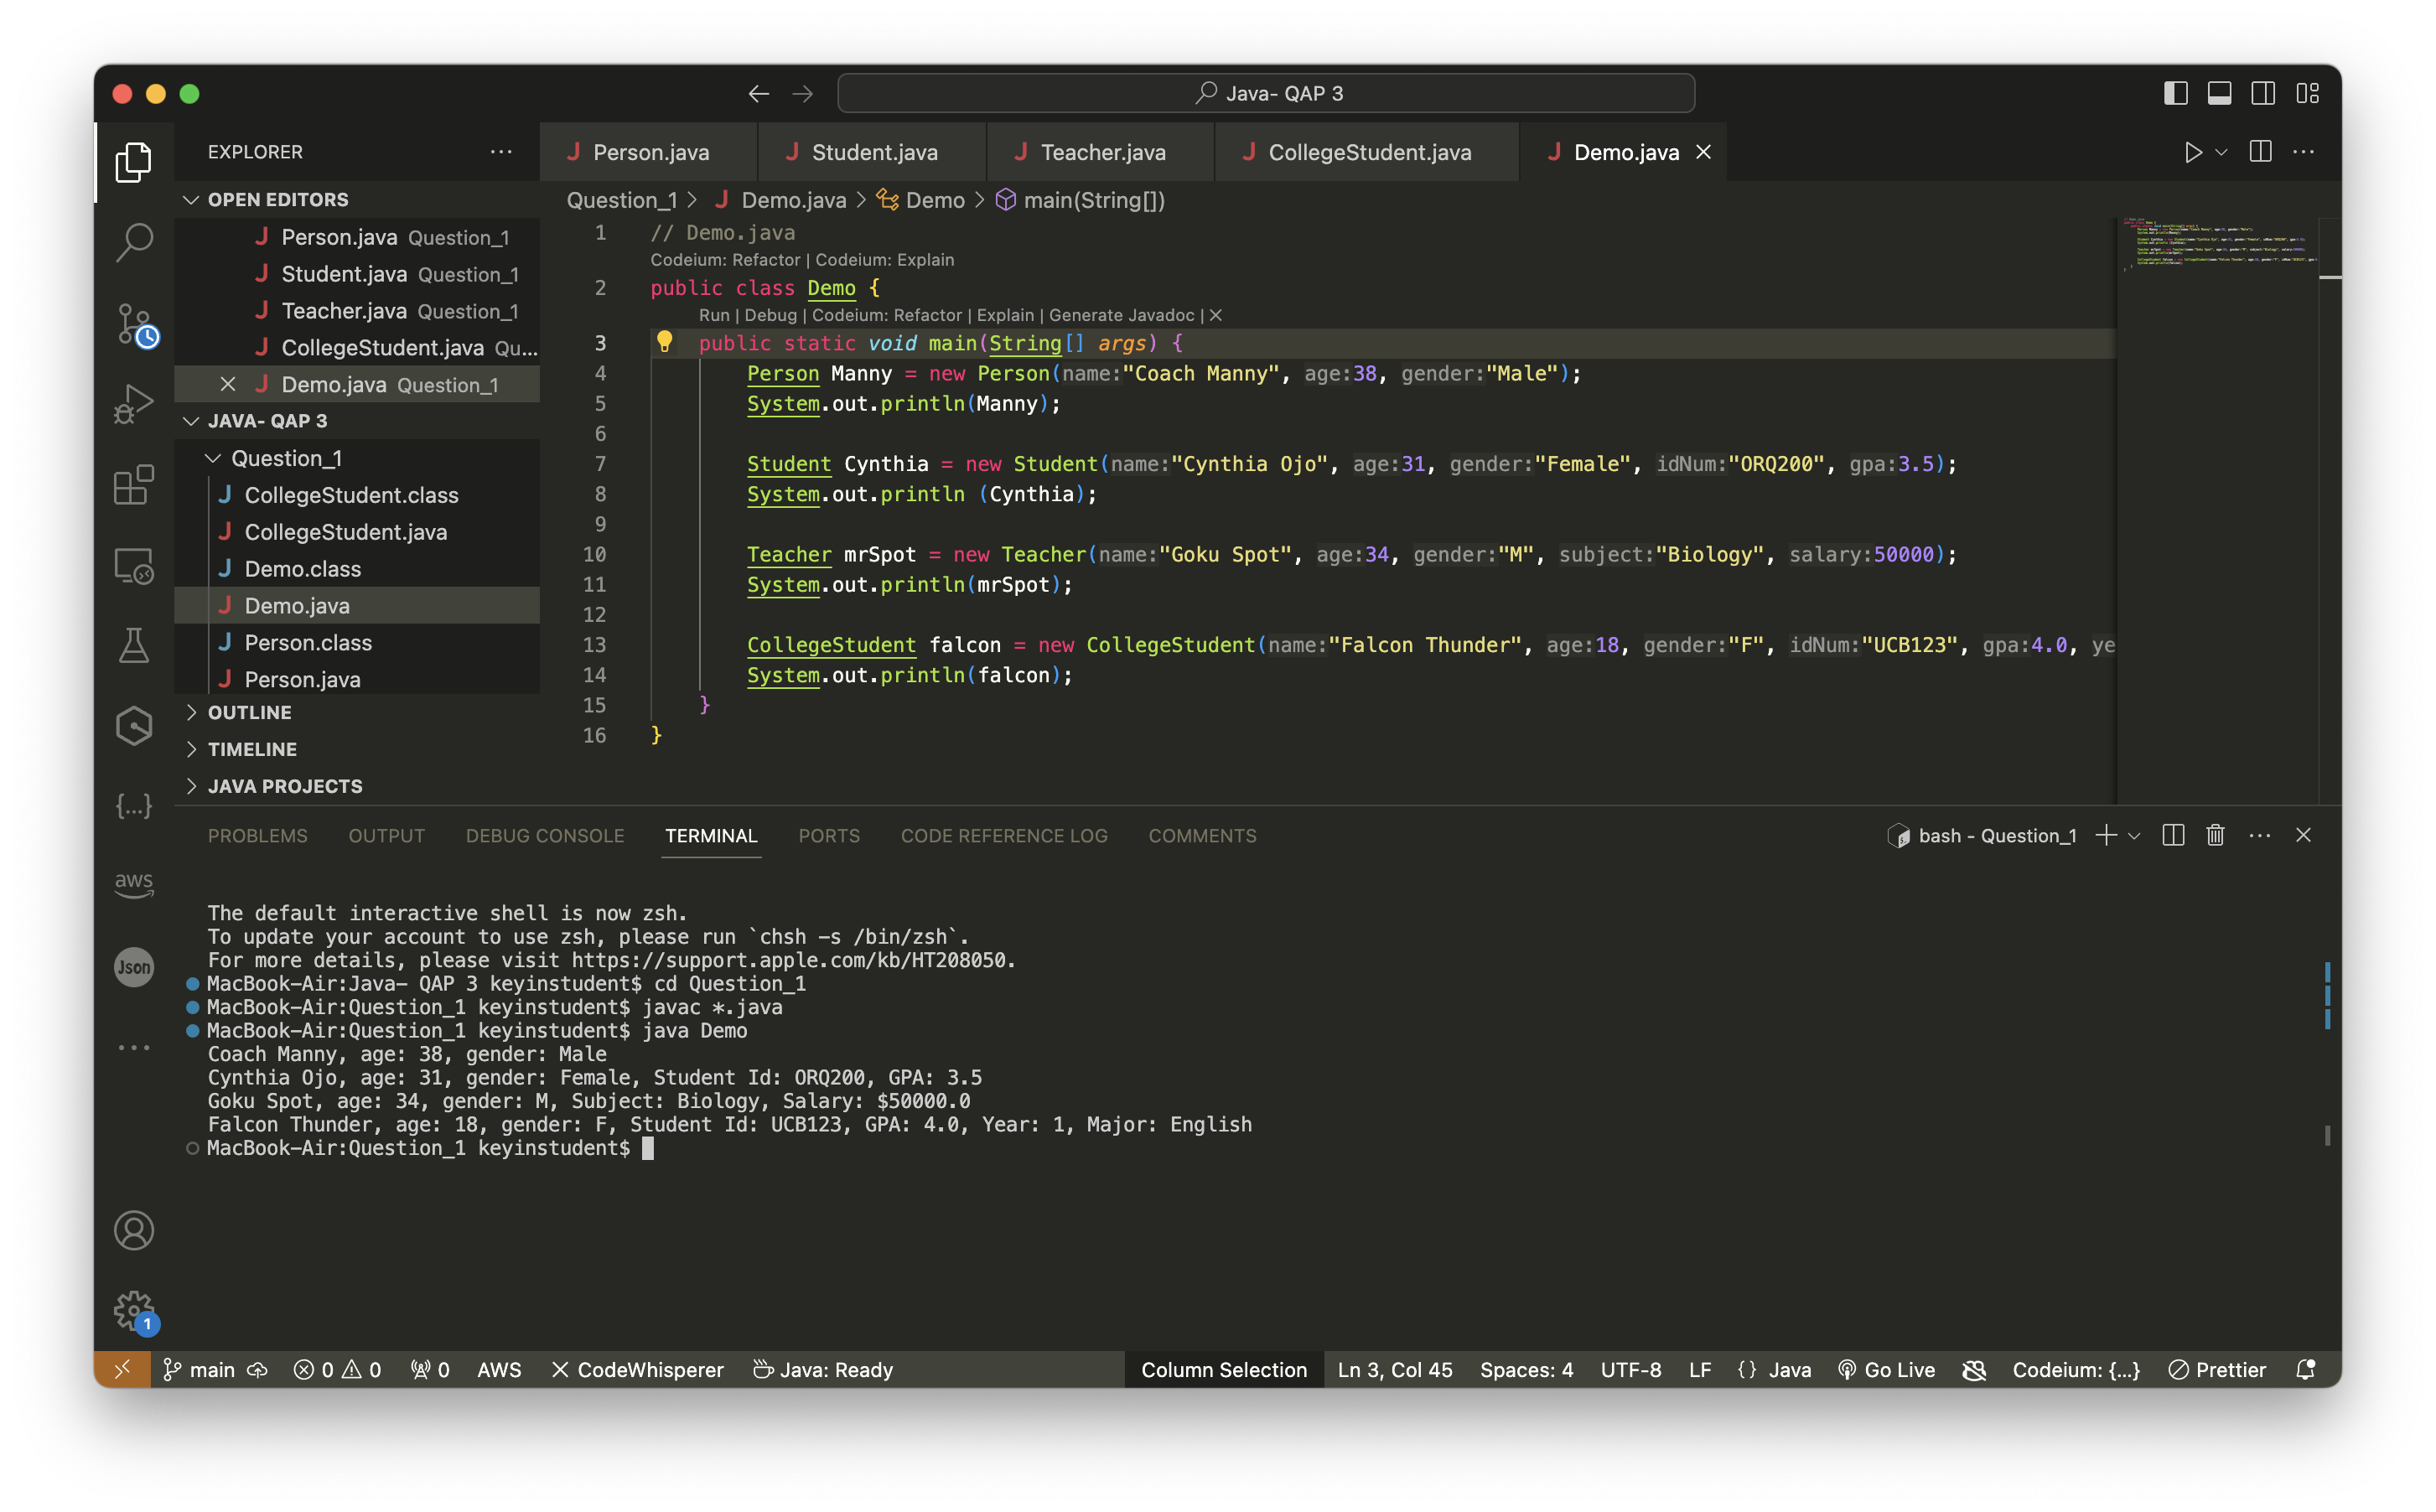 Java- QAP 3
EXPLORER
Person.java
Student.java
Teacher.java
CollegeStudent.java
Demo.java
OPEN EDITORS
Person.java Question_1
Student.java Question_1
Teacher.java Question_1
CollegeStudent.java Qu...
Demo.java Question_1
JAVA- QAP 3
Question_1
CollegeStudent.class
CollegeStudent.java
Demo.class
Demo.java
Person.class
Person.java
OUTLINE
TIMELINE
JAVA PROJECTS
Question_1 > Demo.java > Demo > main(String[])
1 // Demo.java
Codeium: Refactor | Codeium: Explain
2 public class Demo {
Run | Debug | Codeium: Refactor | Explain | Generate Javadoc | X
3 public static void main(String[] args) {
4 Person Manny = new Person(name:"Coach Manny", age:38, gender:"Male");
5 System.out.println(Manny);
6
7 Student Cynthia = new Student(name:"Cynthia Ojo", age:31, gender:"Female", idNum:"ORQ200", gpa:3.5);
8 System.out.println (Cynthia);
9
10 Teacher mrSpot = new Teacher(name:"Goku Spot", age:34, gender:"M", subject:"Biology", salary:50000);
11 System.out.println(mrSpot);
12
13 CollegeStudent falcon = new CollegeStudent(name:"Falcon Thunder", age:18, gender:"F", idNum:"UCB123", gpa:4.0, ye
14 System.out.println(falcon);
15 }
16 }
PROBLEMS OUTPUT DEBUG CONSOLE TERMINAL PORTS CODE REFERENCE LOG COMMENTS
bash - Question_1
The default interactive shell is now zsh.
To update your account to use zsh, please run `chsh -s /bin/zsh`.
For more details, please visit https://support.apple.com/kb/HT208050.
MacBook-Air:Java- QAP 3 keyinstudent$ cd Question_1
MacBook-Air:Question_1 keyinstudent$ javac *.java
MacBook-Air:Question_1 keyinstudent$ java Demo
Coach Manny, age: 38, gender: Male
Cynthia Ojo, age: 31, gender: Female, Student Id: ORQ200, GPA: 3.5
Goku Spot, age: 34, gender: M, Subject: Biology, Salary: $50000.0
Falcon Thunder, age: 18, gender: F, Student Id: UCB123, GPA: 4.0, Year: 1, Major: English
MacBook-Air:Question_1 keyinstudent$
{...}
aws
Json
1
main 0 0 0 AWS CodeWhisperer Java: Ready
Column Selection Ln 3, Col 45 Spaces: 4 UTF-8 LF {} Java Go Live Codeium: {...} Prettier